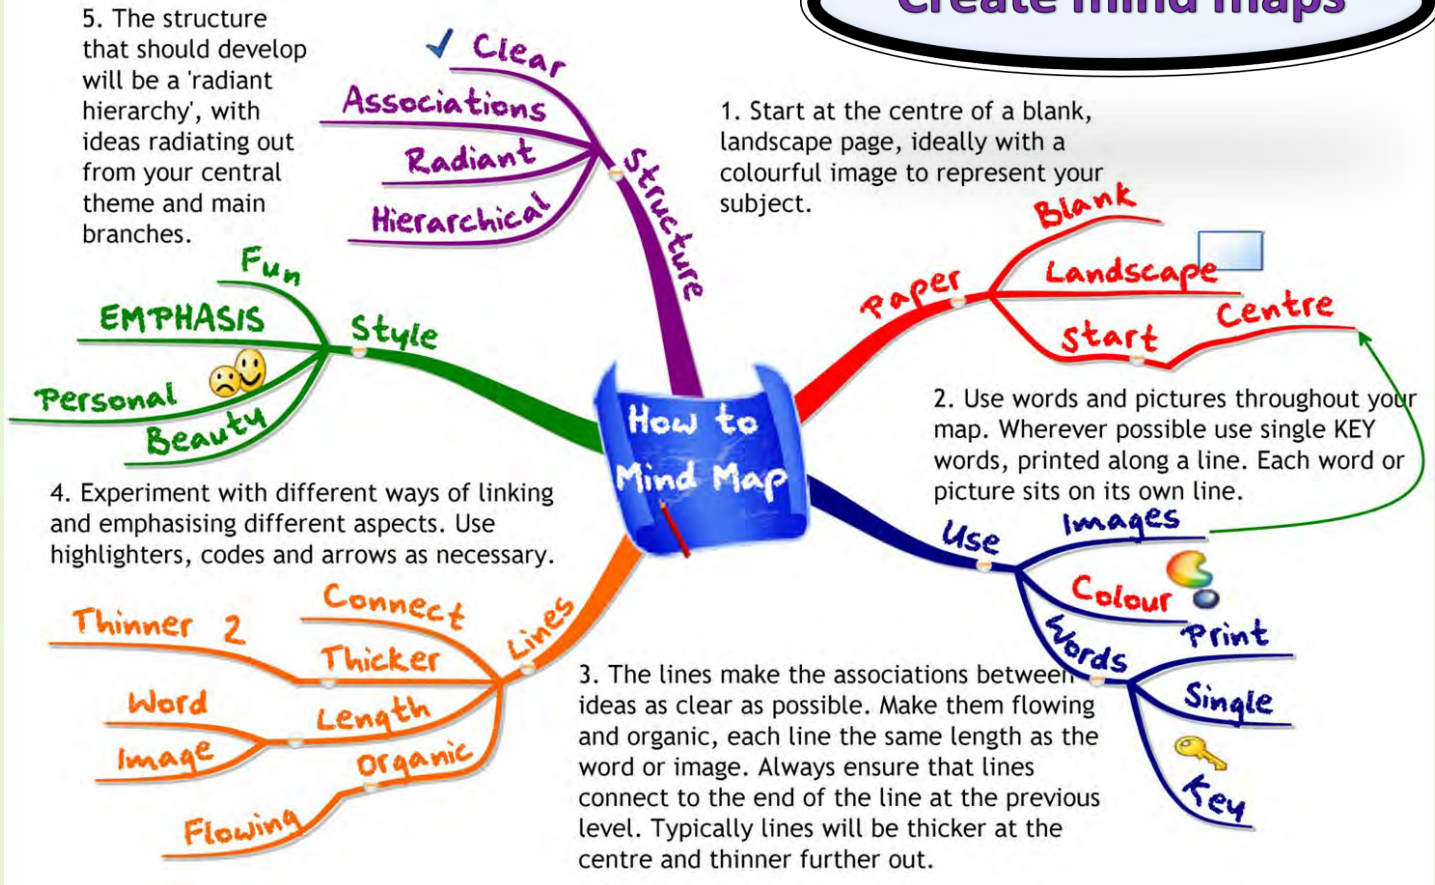 Create mind maps
5. The structure
that should develop
will be a 'radiant
hierarchy', with
ideas radiating out
from your central
theme and main
branches.
Clear
Associations
Radiant
Hierarchical
Structure
1. Start at the centre of a blank,
landscape page, ideally with a
colourful image to represent your
subject.
Paper
Blank
Landscape
Start
Centre
Fun
EMPHASIS
Personal
Beauty
Style
How to
Mind Map
2. Use words and pictures throughout your
map. Wherever possible use single KEY
words, printed along a line. Each word or
picture sits on its own line.
Use
Images
Colour
Words
Print
Single
Key
4. Experiment with different ways of linking
and emphasising different aspects. Use
highlighters, codes and arrows as necessary.
Lines
Connect
Thicker
Thinner 2
Length
Word
Image
Organic
Flowing
3. The lines make the associations between
ideas as clear as possible. Make them flowing
and organic, each line the same length as the
word or image. Always ensure that lines
connect to the end of the line at the previous
level. Typically lines will be thicker at the
centre and thinner further out.